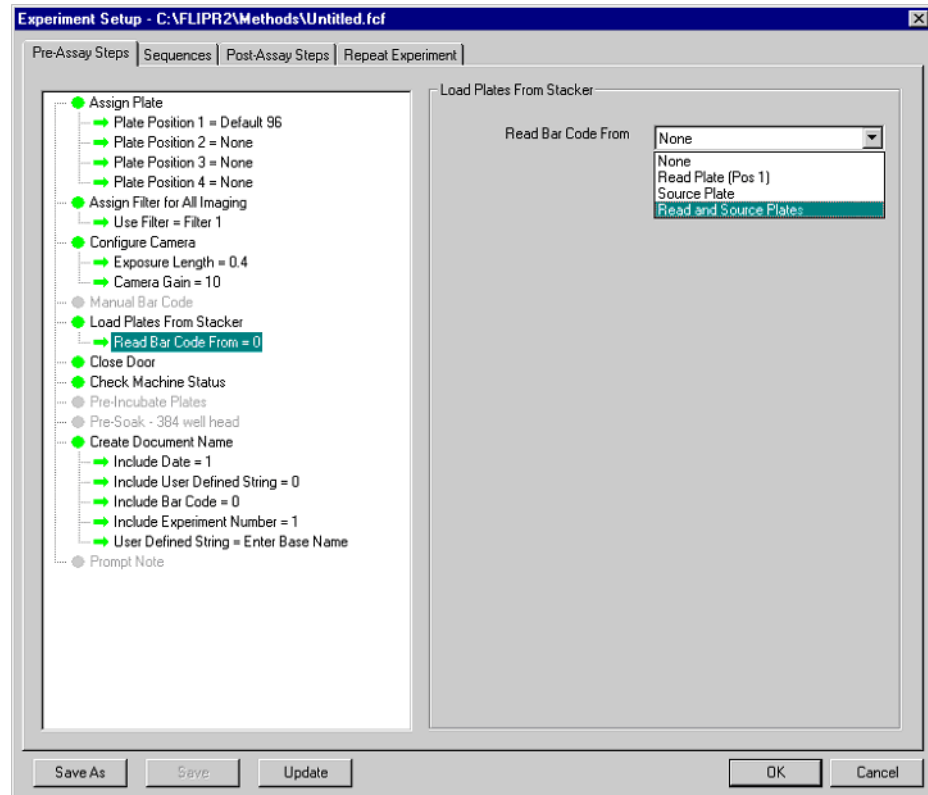 Experiment Setup - C:\FLIPR2\Methods\Untitled.fcf
Pre-Assay Steps Sequences Post-Assay Steps Repeat Experiment
Assign Plate
Plate Position 1 = Default 96
Plate Position 2 = None
Plate Position 3 = None
Plate Position 4 = None
Assign Filter for All Imaging
Use Filter = Filter 1
Configure Camera
Exposure Length = 0.4
Camera Gain = 10
Manual Bar Code
Load Plates From Stacker
Read Bar Code From = 0
Close Door
Check Machine Status
Pre-Incubate Plates
Pre-Soak - 384 well head
Create Document Name
Include Date = 1
Include User Defined String = 0
Include Bar Code = 0
Include Experiment Number = 1
User Defined String = Enter Base Name
Prompt Note
Load Plates From Stacker
Read Bar Code From None
None
Read Plate (Pos 1)
Source Plate
Read and Source Plates
Save As Save Update OK Cancel